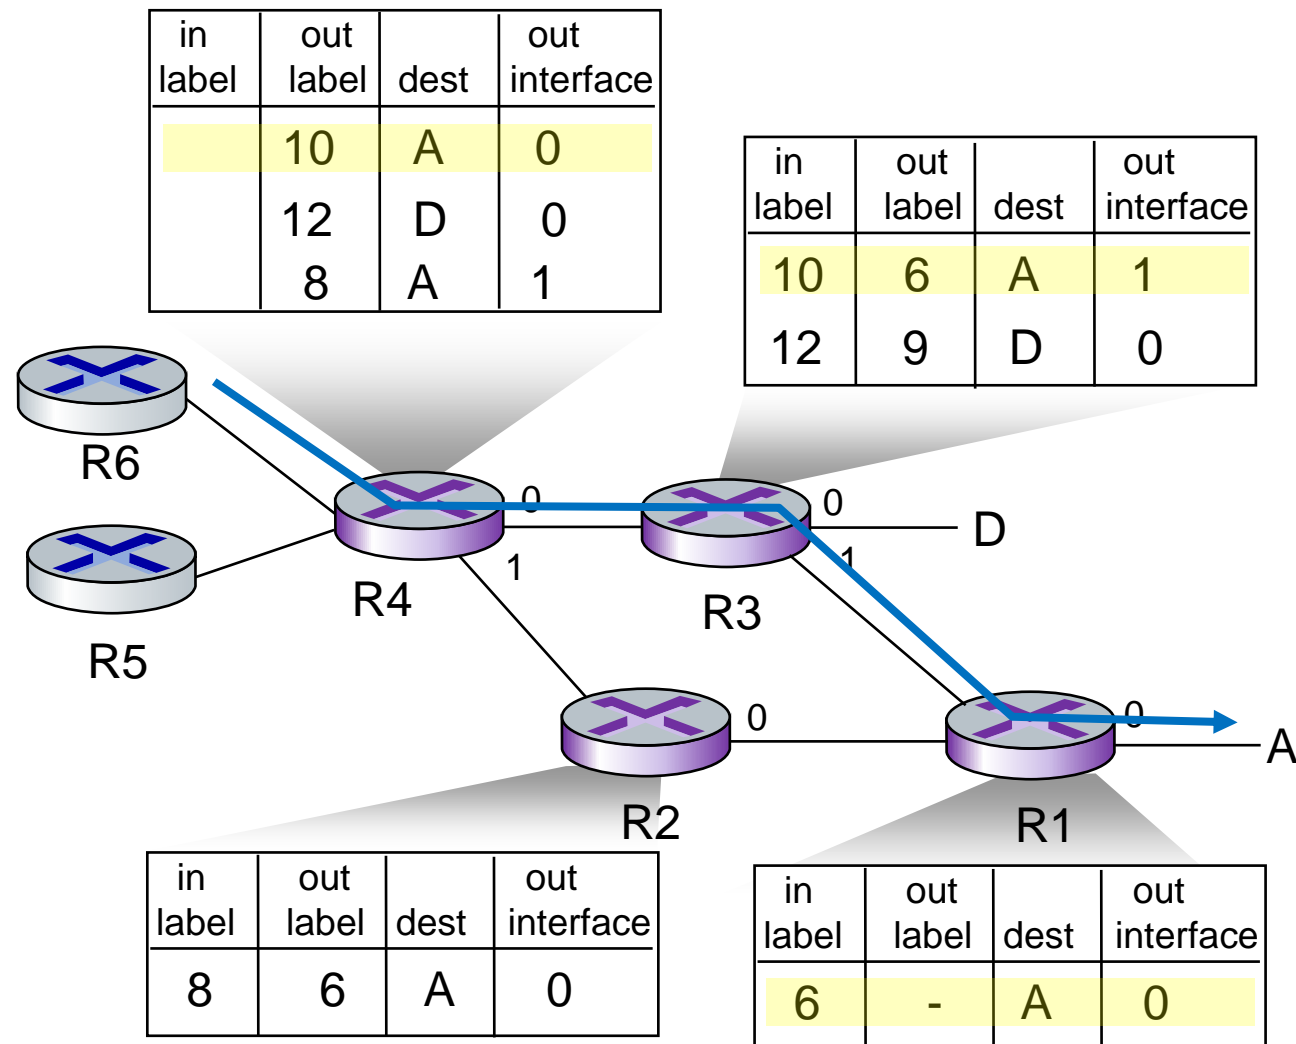 in out out
label label dest interface
10 A 0
12 D 0
8 A 1
in out out
label label dest interface
10 6 A 1
12 9 D 0
R6
0
0
D
1
1
R4
R3
R5
0
0
A
R2
R1
in out out
label label dest interface
8 6 A 0
in out out
label label dest interface
6 - A 0